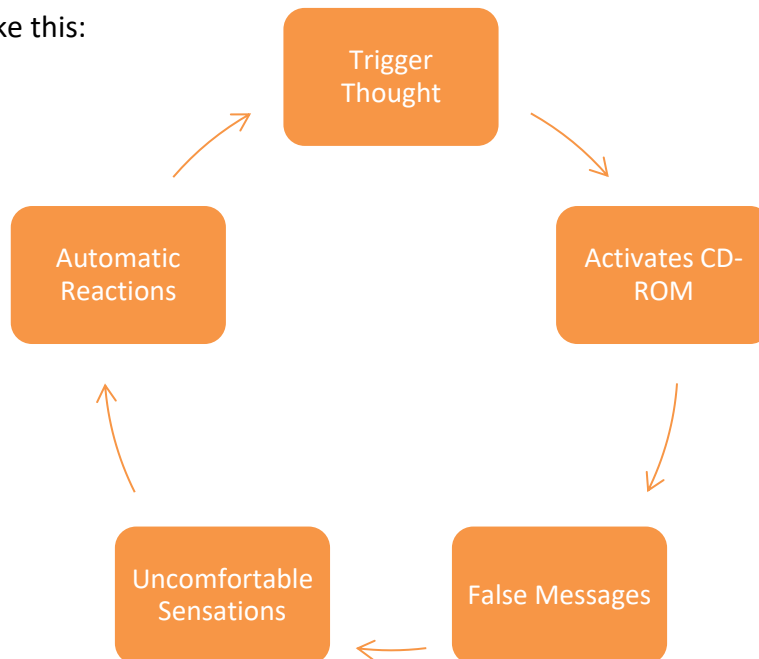 ke this:
Trigger
Thought
Activates CD-
ROM
False Messages
Uncomfortable
Sensations
Automatic
Reactions